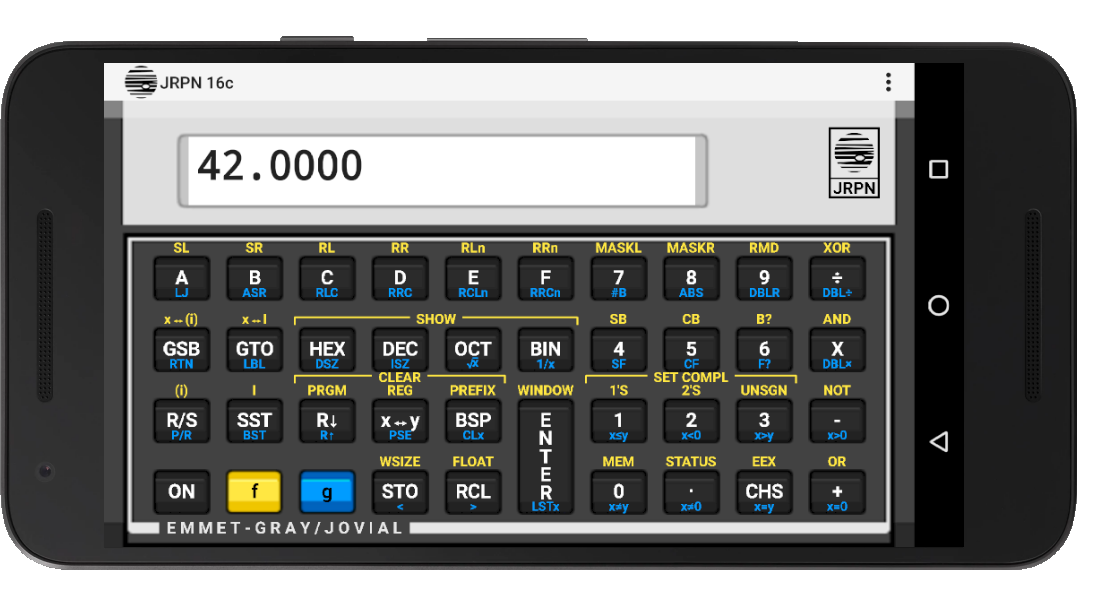 JRPN 16c
42.0000
JRPN
SL SR RL RR RLn RRn MASKL MASKR RMD XOR
A B C D E F 7 8 9 ÷
LJ ASR RLC RRC RCLn RRCn #B ABS DBLR DBL÷
x↔(i) x↔I SHOW SB CB B? AND
GSB GTO HEX DEC OCT BIN 4 5 6 X
RTN LBL DSZ ISZ √x 1/x SF CF F? DBL×
CLEAR SET COMPL
(i) I PRGM REG PREFIX WINDOW 1'S 2'S UNSGN NOT
R/S SST R↓ x↔y BSP ENTER 1 2 3 -
P/R BST R↑ PSE CLx x≤y x<0 x>y x>0
WSIZE FLOAT MEM STATUS EEX OR
ON f g STO RCL 0 · CHS +
< > LSTx x≠y x≠0 x=y x=0
EMMET-GRAY/JOVIAL